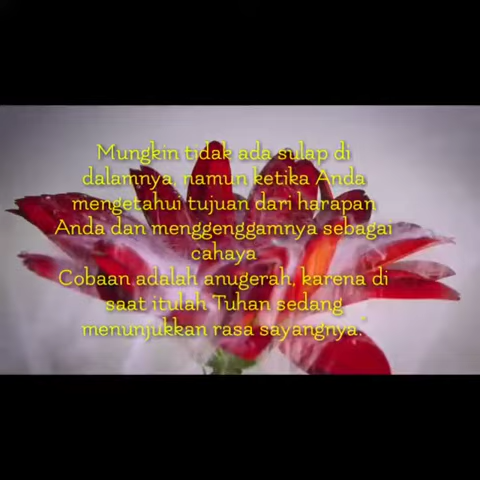 Mungkin tidak ada sulap di
dalamnya, namun ketika Anda
mengetahui tujuan dari harapan
Anda dan menggenggamnya sebagai
cahaya
Cobaan adalah anugerah, karena di
saat itulah Tuhan sedang
menunjukkan rasa sayangnya."